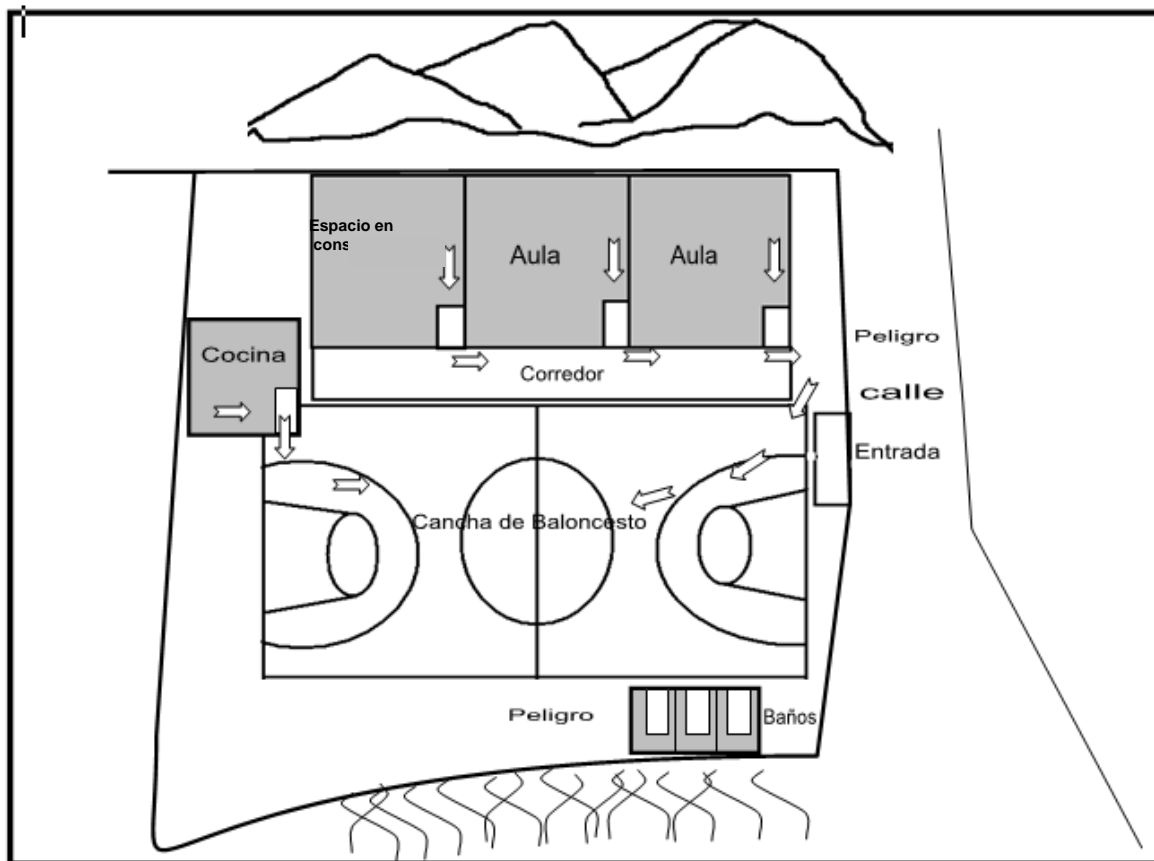 Espacio en
cons
Aula
Aula
Peligro
Cocina
Corredor
calle
Entrada
Cancha de Baloncesto
Peligro
Baños